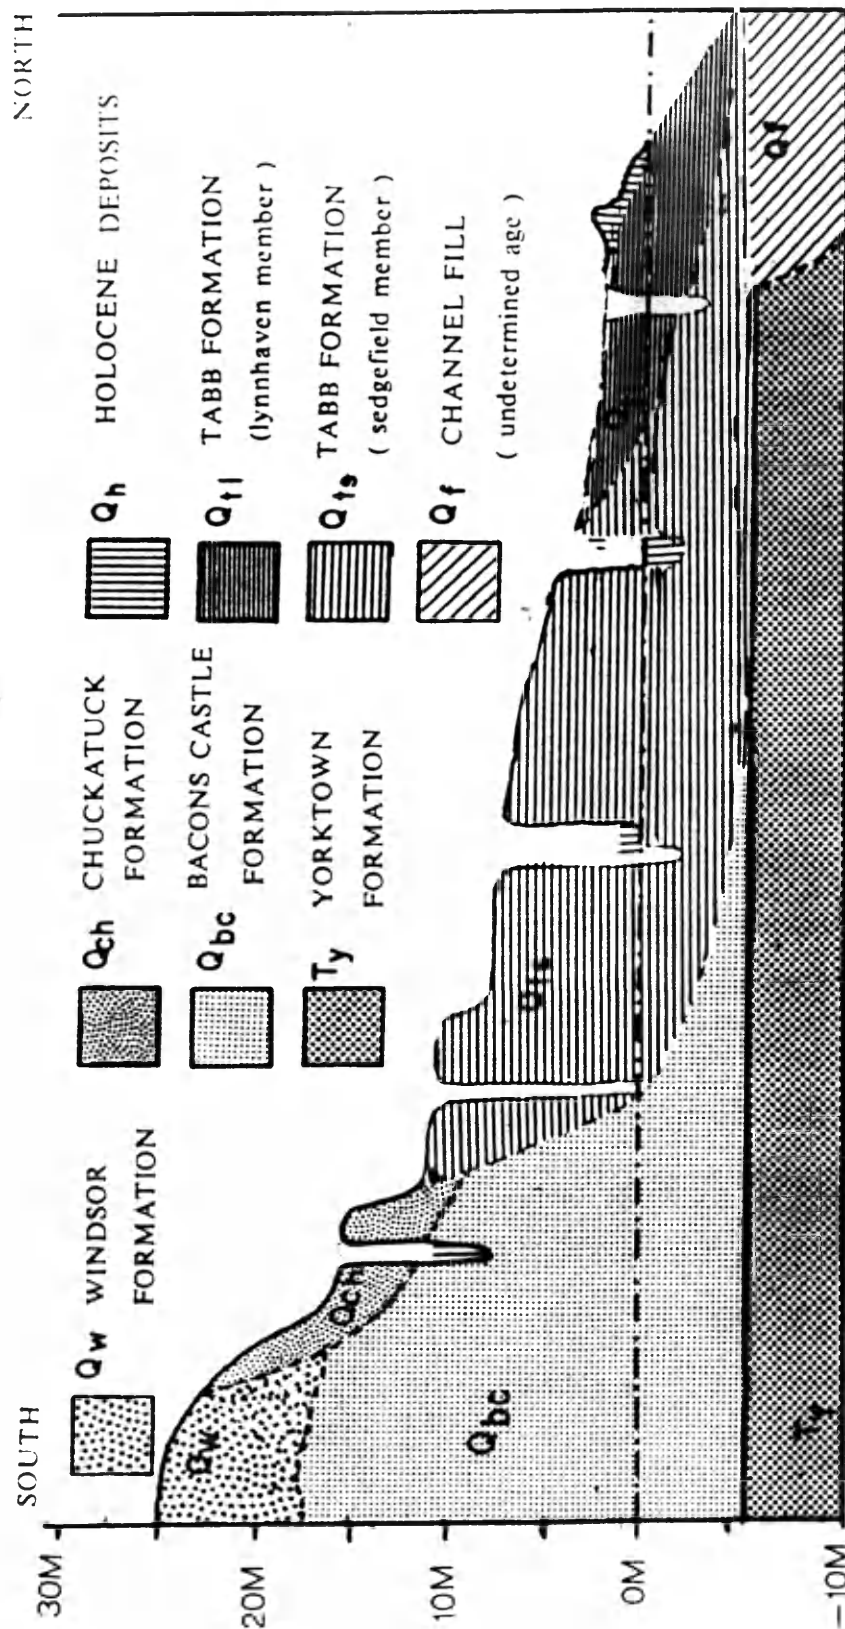 SOUTH
NORTH
Qw WINDSOR
FORMATION
Qch CHUCKATUCK
FORMATION
Qbc BACONS CASTLE
FORMATION
Ty YORKTOWN
FORMATION
Qh HOLOCENE DEPOSITS
Qtl TABB FORMATION
(lynnhaven member)
Qts TABB FORMATION
( sedgefield member )
Qf CHANNEL FILL
( undetermined age )
30M
20M
10M
0M
-10M
Qw
Qch
Qbc
Qts
Qf
Ty